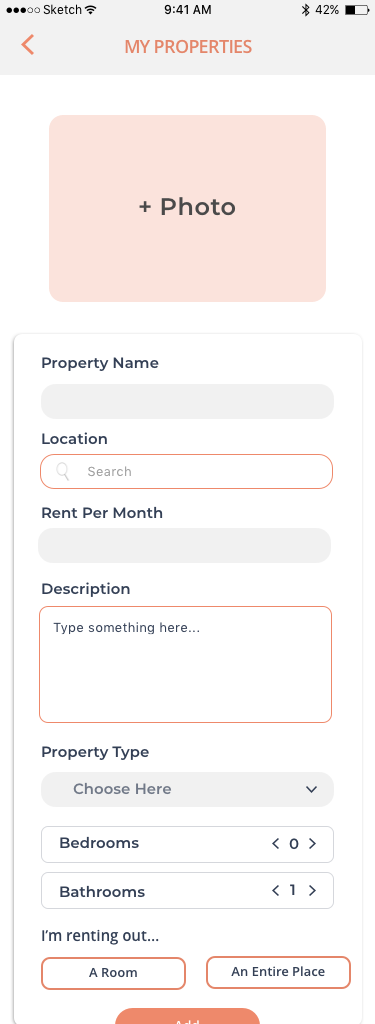 Sketch 9:41 AM 42%
MY PROPERTIES
+ Photo
Property Name
Location
Search
Rent Per Month
Description
Type something here...
Property Type
Choose Here
Bedrooms < 0 >
Bathrooms < 1 >
I'm renting out...
A Room An Entire Place
Add